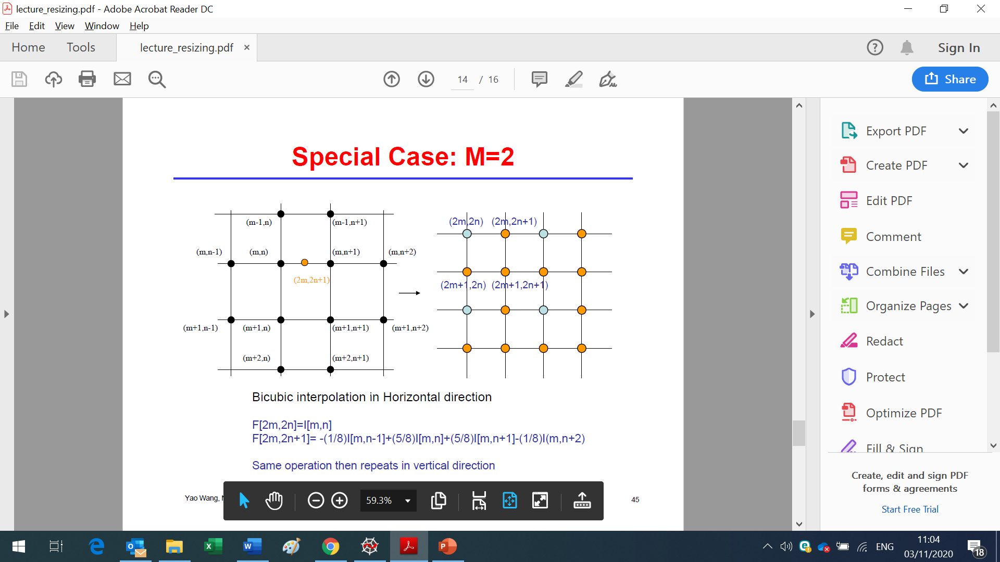 lecture_resizing.pdf - Adobe Acrobat Reader DC
File Edit View Window Help
Home Tools lecture_resizing.pdf × ? Sign In
14 / 16 Share
Special Case: M=2
(m-1,n) (m-1,n+1)
(m,n-1) (m,n) (m,n+1) (m,n+2)
(2m,2n+1)
(m+1,n-1) (m+1,n) (m+1,n+1) (m+1,n+2)
(m+2,n) (m+2,n+1)
(2m,2n) (2m,2n+1)
(2m+1,2n) (2m+1,2n+1)
Bicubic interpolation in Horizontal direction
F[2m,2n]=I[m,n]
F[2m,2n+1]= -(1/8)I[m,n-1]+(5/8)I[m,n]+(5/8)I[m,n+1]-(1/8)I(m,n+2)
Same operation then repeats in vertical direction
Yao Wang,
45
59.3%
Export PDF
Create PDF
Edit PDF
Comment
Combine Files
Organize Pages
Redact
Protect
Optimize PDF
Fill & Sign
Create, edit and sign PDF
forms & agreements
Start Free Trial
ENG
11:04
03/11/2020
18